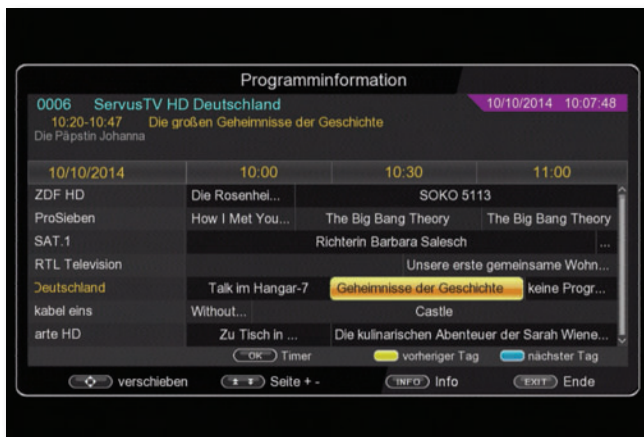 Programminformation
0006 ServusTV HD Deutschland 10/10/2014 10:07:48
10:20-10:47 Die großen Geheimnisse der Geschichte
Die Päpstin Johanna
10/10/2014 10:00 10:30 11:00
ZDF HD Die Rosenhei... SOKO 5113
ProSieben How I Met You... The Big Bang Theory The Big Bang Theory
SAT.1 Richterin Barbara Salesch ...
RTL Television Unsere erste gemeinsame Wohn...
Deutschland Talk im Hangar-7 Geheimnisse der Geschichte keine Progr...
kabel eins Without... Castle
arte HD Zu Tisch in ... Die kulinarischen Abenteuer der Sarah Wiene...
OK Timer vorheriger Tag nächster Tag
verschieben Seite + - INFO Info EXIT Ende